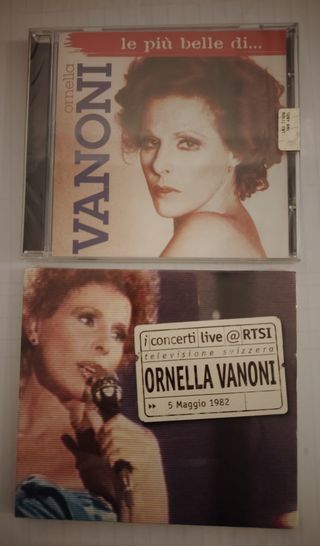 le più belle di...
ornella
VANONI
i concerti live @ RTSI
televisione svizzera
ORNELLA VANONI
5 Maggio 1982